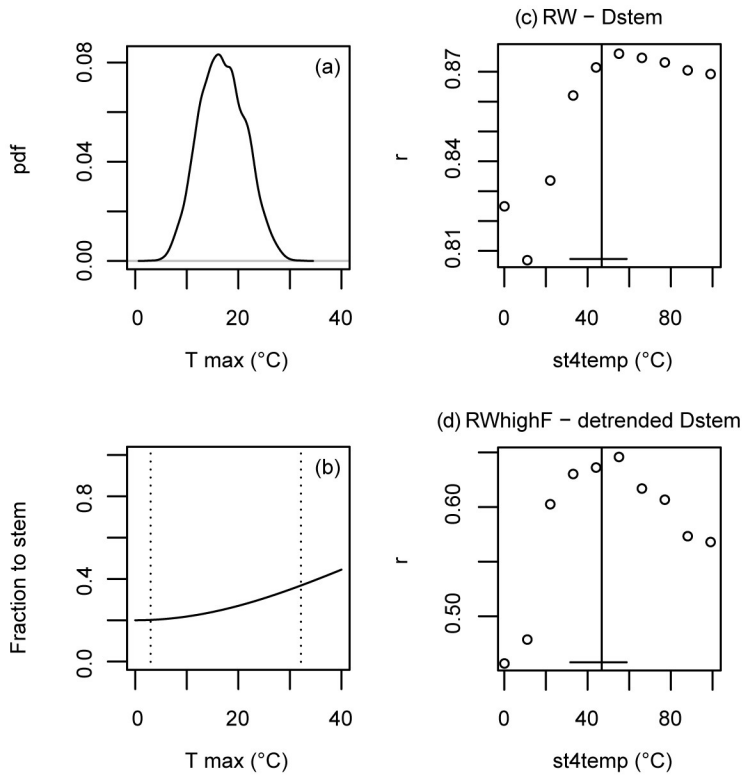 (a)
pdf
0.00
0.04
0.08
0
20
40
T max (°C)
(c) RW − Dstem
r
0.81
0.84
0.87
0
40
80
st4temp (°C)
(b)
Fraction to stem
0.0
0.4
0.8
0
20
40
T max (°C)
(d) RWhighF − detrended Dstem
r
0.50
0.60
0
40
80
st4temp (°C)